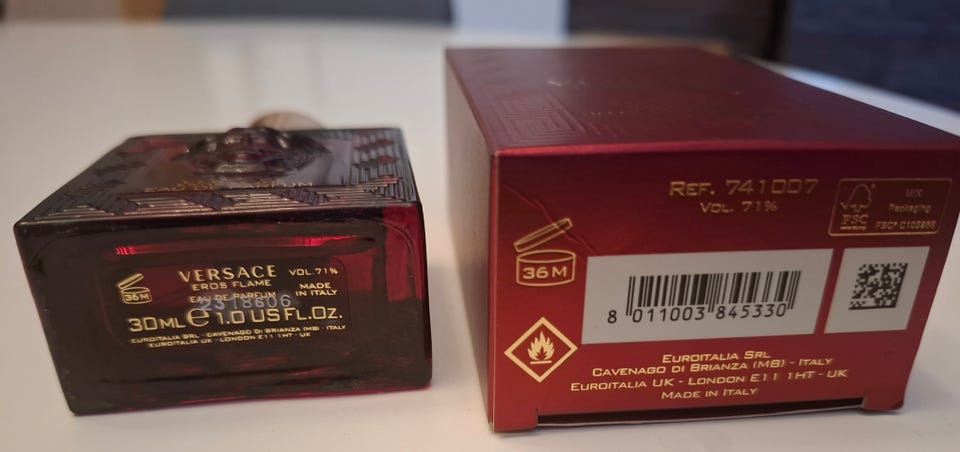 EAU DE PARFUM
36M
VERSACE
EROS FLAME
EAU DE PARFUM
VOL.71%
MADE
IN ITALY
2318606
30ML e 1.0 US FL.OZ.
EUROITALIA SRL - CAVENAGO DI BRIANZA (MB) - ITALY
EUROITALIA UK - LONDON E11 1HT - UK
REF. 741007
VOL. 71%
FSC
MIX
Packaging
36M
8 011003 845330
EUROITALIA SRL
CAVENAGO DI BRIANZA (MB) - ITALY
EUROITALIA UK - LONDON E11 1HT - UK
MADE IN ITALY